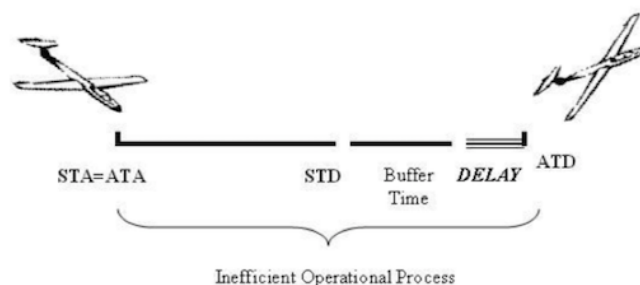 STA=ATA STD Buffer Time DELAY ATD
Inefficient Operational Process